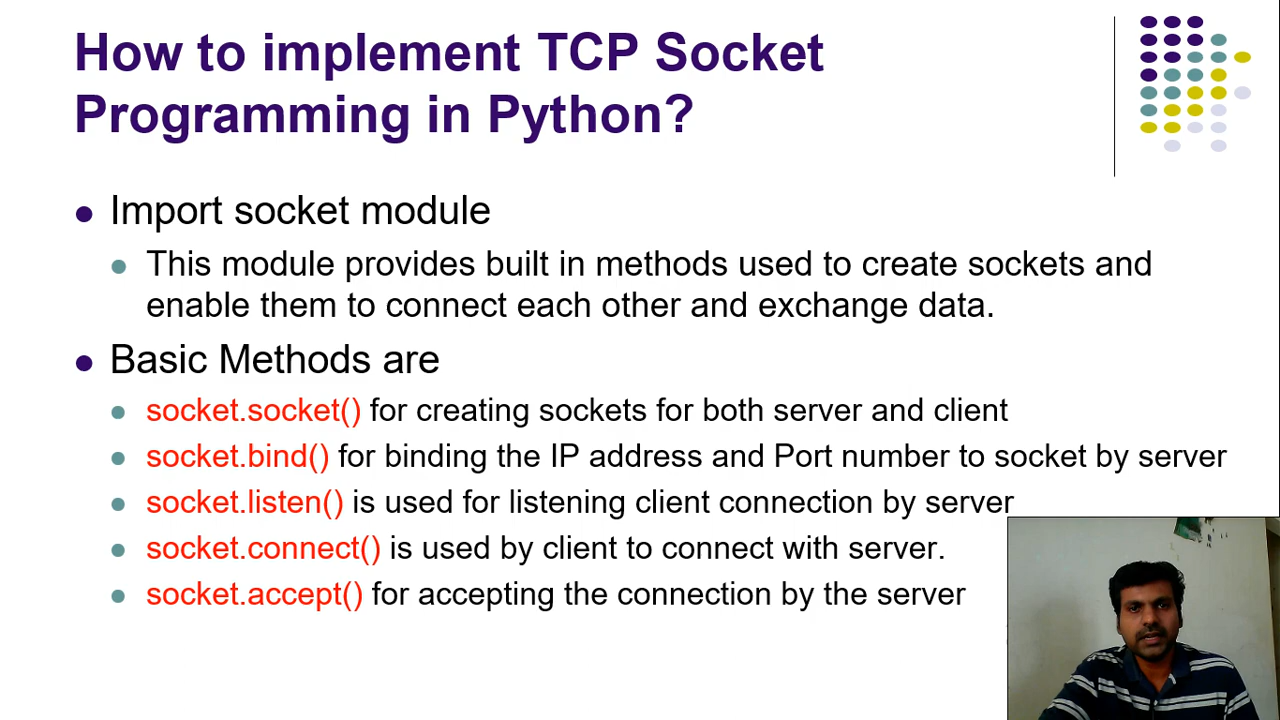 How to implement TCP Socket
Programming in Python?
Import socket module
This module provides built in methods used to create sockets and
enable them to connect each other and exchange data.
Basic Methods are
socket.socket() for creating sockets for both server and client
socket.bind() for binding the IP address and Port number to socket by server
socket.listen() is used for listening client connection by server
socket.connect() is used by client to connect with server.
socket.accept() for accepting the connection by the server